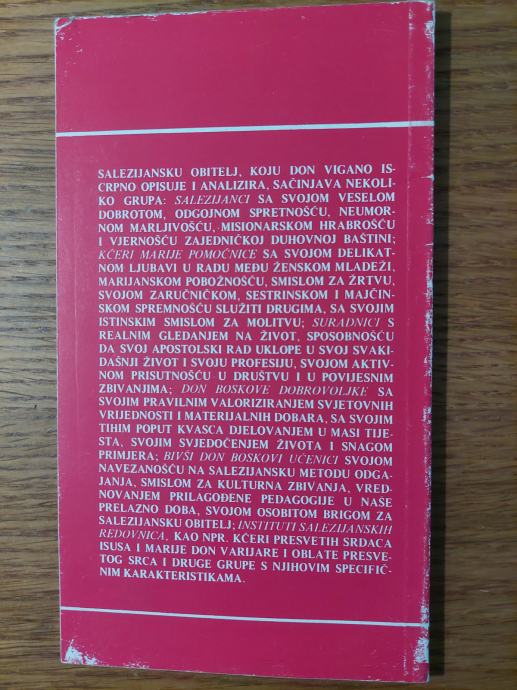 SALEZIJANSKU OBITELJ, KOJU DON VIGANO IS-
CRPNO OPISUJE I ANALIZIRA, SAČINJAVA NEKOLI-
KO GRUPA: SALEZIJANCI SA SVOJOM VESELOM
DOBROTOM, ODGOJNOM SPRETNOŠĆU, NEUMOR-
NOM MARLJIVOŠĆU, MISIONARSKOM HRABROŠĆU
I VJERNOŠĆU ZAJEDNIČKOJ DUHOVNOJ BAŠTINI;
KĆERI MARIJE POMOĆNICE SA SVOJOM DELIKAT-
NOM LJUBAVI U RADU MEĐU ŽENSKOM MLADEŽI,
MARIJANSKOM POBOŽNOŠĆU, SMISLOM ZA ŽRTVU,
SVOJOM ZARUČNIČKOM, SESTRINSKOM I MAJČIN-
SKOM SPREMNOŠĆU SLUŽITI DRUGIMA, SA SVOJIM
ISTINSKIM SMISLOM ZA MOLITVU; SURADNICI S
REALNIM GLEDANJEM NA ŽIVOT, SPOSOBNOŠĆU
DA SVOJ APOSTOLSKI RAD UKLOPE U SVOJ SVAKI-
DAŠNJI ŽIVOT I SVOJU PROFESIJU, SVOJOM AKTIV-
NOM PRISUTNOŠĆU U DRUŠTVU I U POVIJESNIM
ZBIVANJIMA; DON BOSKOVE DOBROVOLJKE SA
SVOJIM PRAVILNIM VALORIZIRANJEM SVJETOVNIH
VRIJEDNOSTI I MATERIJALNIH DOBARA, SA SVOJIM
TIHIM POPUT KVASCA DJELOVANJEM U MASI TIJE-
STA, SVOJIM SVJEDOČENJEM ŽIVOTA I SNAGOM
PRIMJERA; BIVŠI DON BOSKOVI UČENICI SVOJOM
NAVEZANOŠĆU NA SALEZIJANSKU METODU ODGA-
JANJA, SMISLOM ZA KULTURNA ZBIVANJA, VRED-
NOVANJEM PRILAGOĐENE PEDAGOGIJE U NAŠE
PRELAZNO DOBA, SVOJOM OSOBITOM BRIGOM ZA
SALEZIJANSKU OBITELJ; INSTITUTI SALEZIJANSKIH
REDOVNICA, KAO NPR. KĆERI PRESVETIH SRDACA
ISUSA I MARIJE DON VARIJARE I OBLATE PRESVE-
TOG SRCA I DRUGE GRUPE S NJIHOVIM SPECIFIČ-
NIM KARAKTERISTIKAMA.